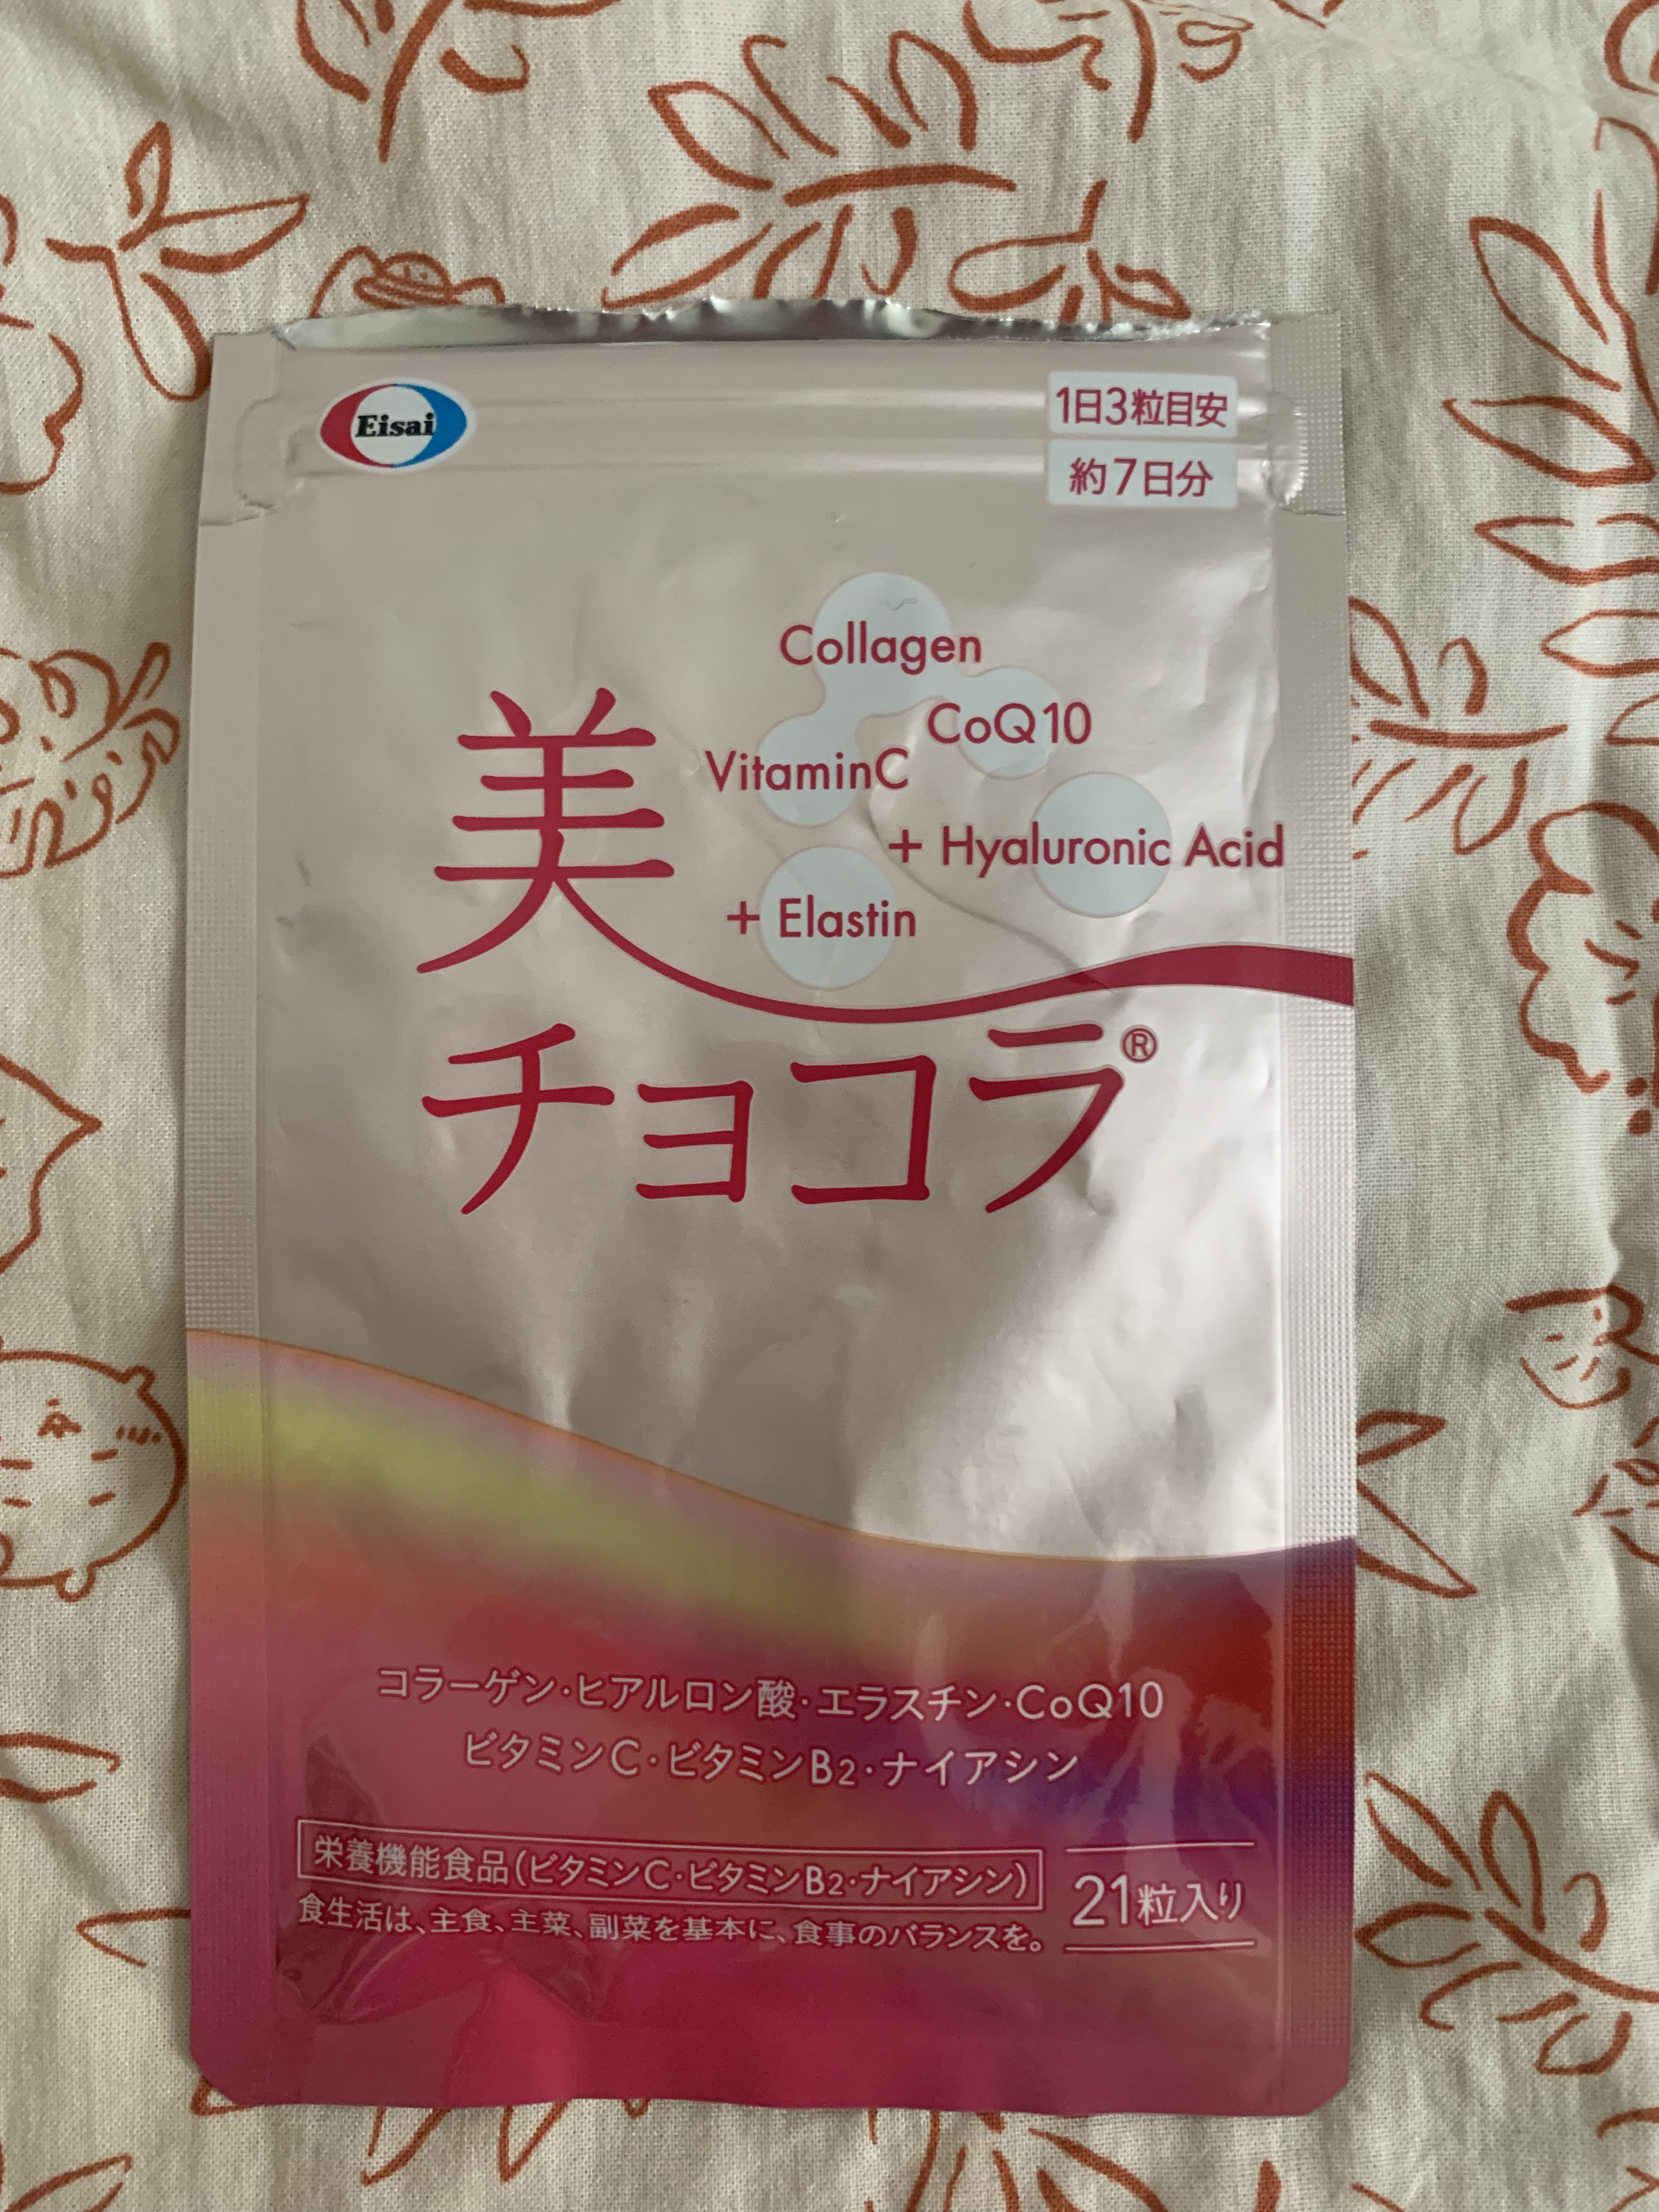 Eisai
1日3粒目安
約7日分
Collagen
CoQ10
VitaminC
+ Hyaluronic Acid
+ Elastin
美
チョコラ®
コラーゲン・ヒアルロン酸・エラスチン・CoQ10
ビタミンC・ビタミンB2・ナイアシン
栄養機能食品(ビタミンC・ビタミンB2・ナイアシン)
食生活は、主食、主菜、副菜を基本に、食事のバランスを。
21粒入り